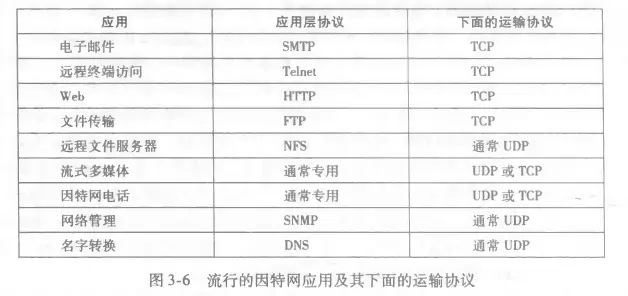 应用 应用层协议 下面的运输协议
电子邮件 SMTP TCP
远程终端访问 Telnet TCP
Web HTTP TCP
文件传输 FTP TCP
远程文件服务器 NFS 通常 UDP
流式多媒体 通常专用 UDP 或 TCP
因特网电话 通常专用 UDP 或 TCP
网络管理 SNMP 通常 UDP
名字转换 DNS 通常 UDP
图 3-6 流行的因特网应用及其下面的运输协议